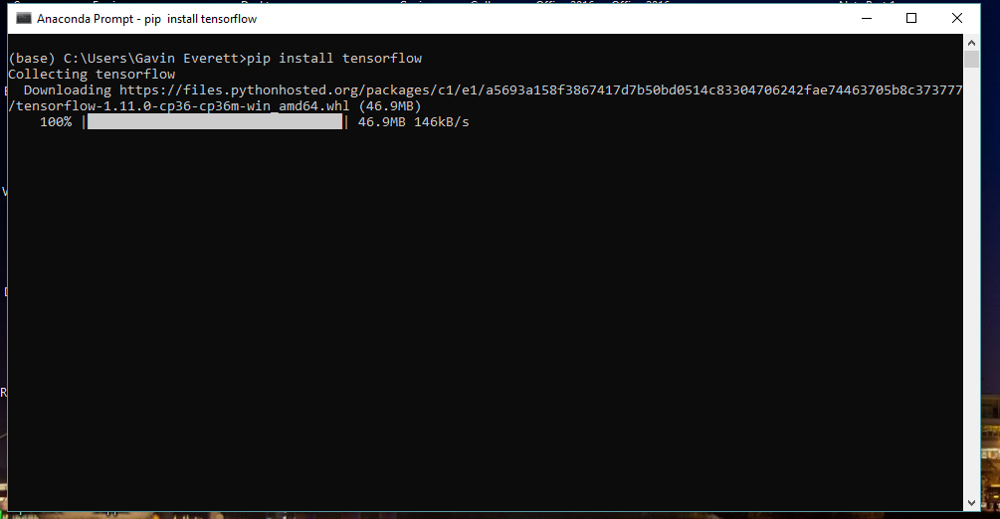 Anaconda Prompt - pip  install tensorflow
(base) C:\Users\Gavin Everett>pip install tensorflow
Collecting tensorflow
  Downloading https://files.pythonhosted.org/packages/c1/e1/a5693a158f3867417d7b50bd0514c83304706242fae74463705b8c373777
/tensorflow-1.11.0-cp36-cp36m-win_amd64.whl (46.9MB)
    100% |████████████████████████████████| 46.9MB 146kB/s